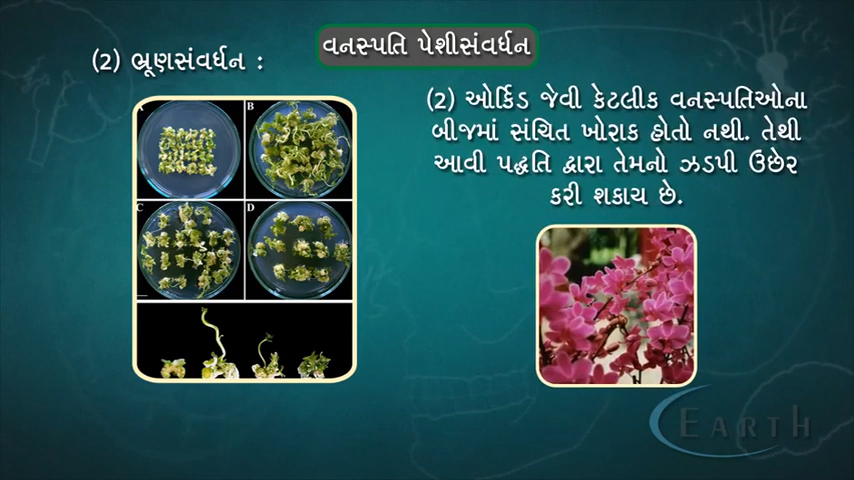 વનસ્પતિ પેશીસંવર્ધન
(2) ભ્રૂણસંવર્ધન :
(2) ઓર્કિડ જેવી કેટલીક વનસ્પતિઓના
બીજમાં સંચિત ખોરાક હોતો નથી. તેથી
આવી પદ્ધતિ દ્વારા તેમનો ઝડપી ઉછેર
કરી શકાય છે.
A
B
C
D
EARTH